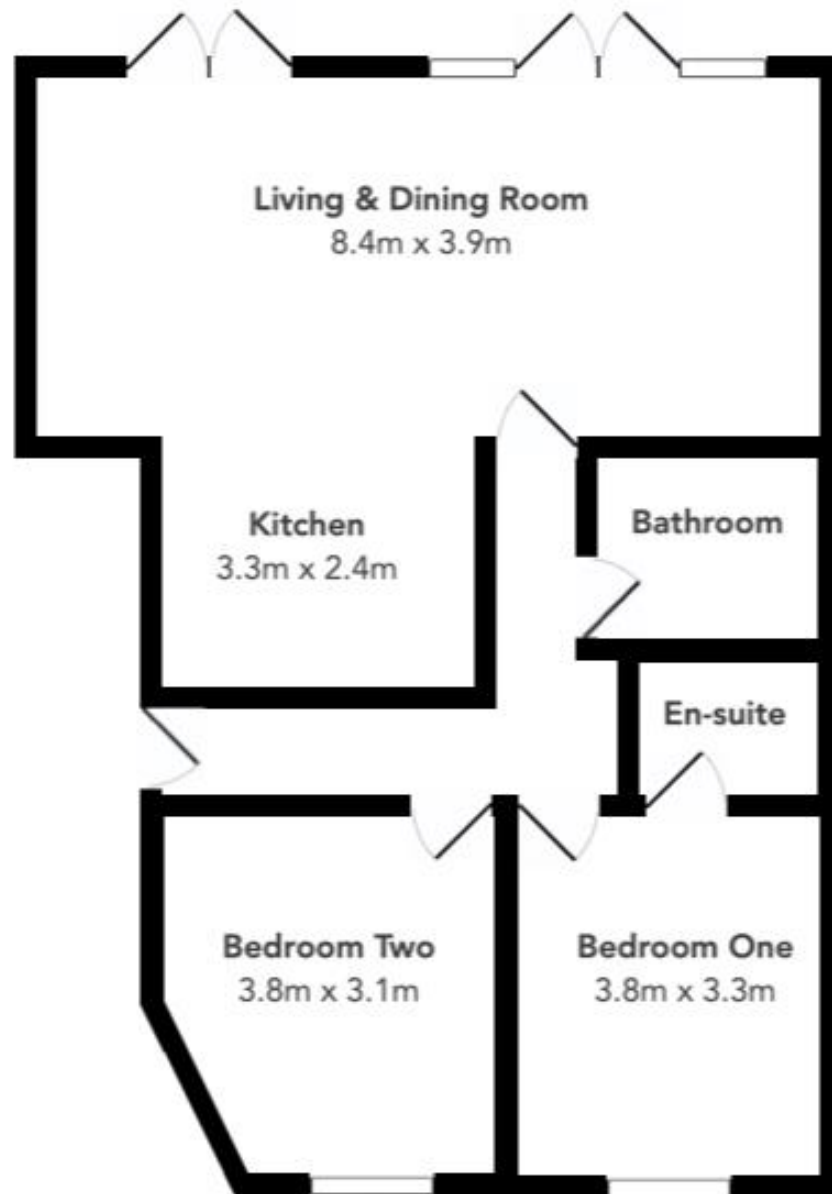 Living & Dining Room
8.4m x 3.9m
Kitchen
3.3m x 2.4m
Bathroom
En-suite
Bedroom Two
3.8m x 3.1m
Bedroom One
3.8m x 3.3m